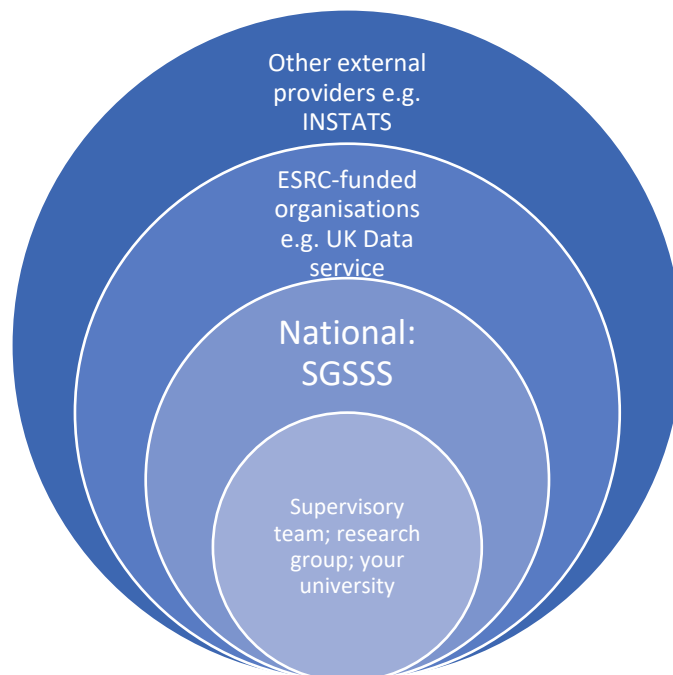 Other external
providers e.g.
INSTATS
ESRC-funded
organisations
e.g. UK Data
service
National:
SGSSS
Supervisory
team; research
group; your
university